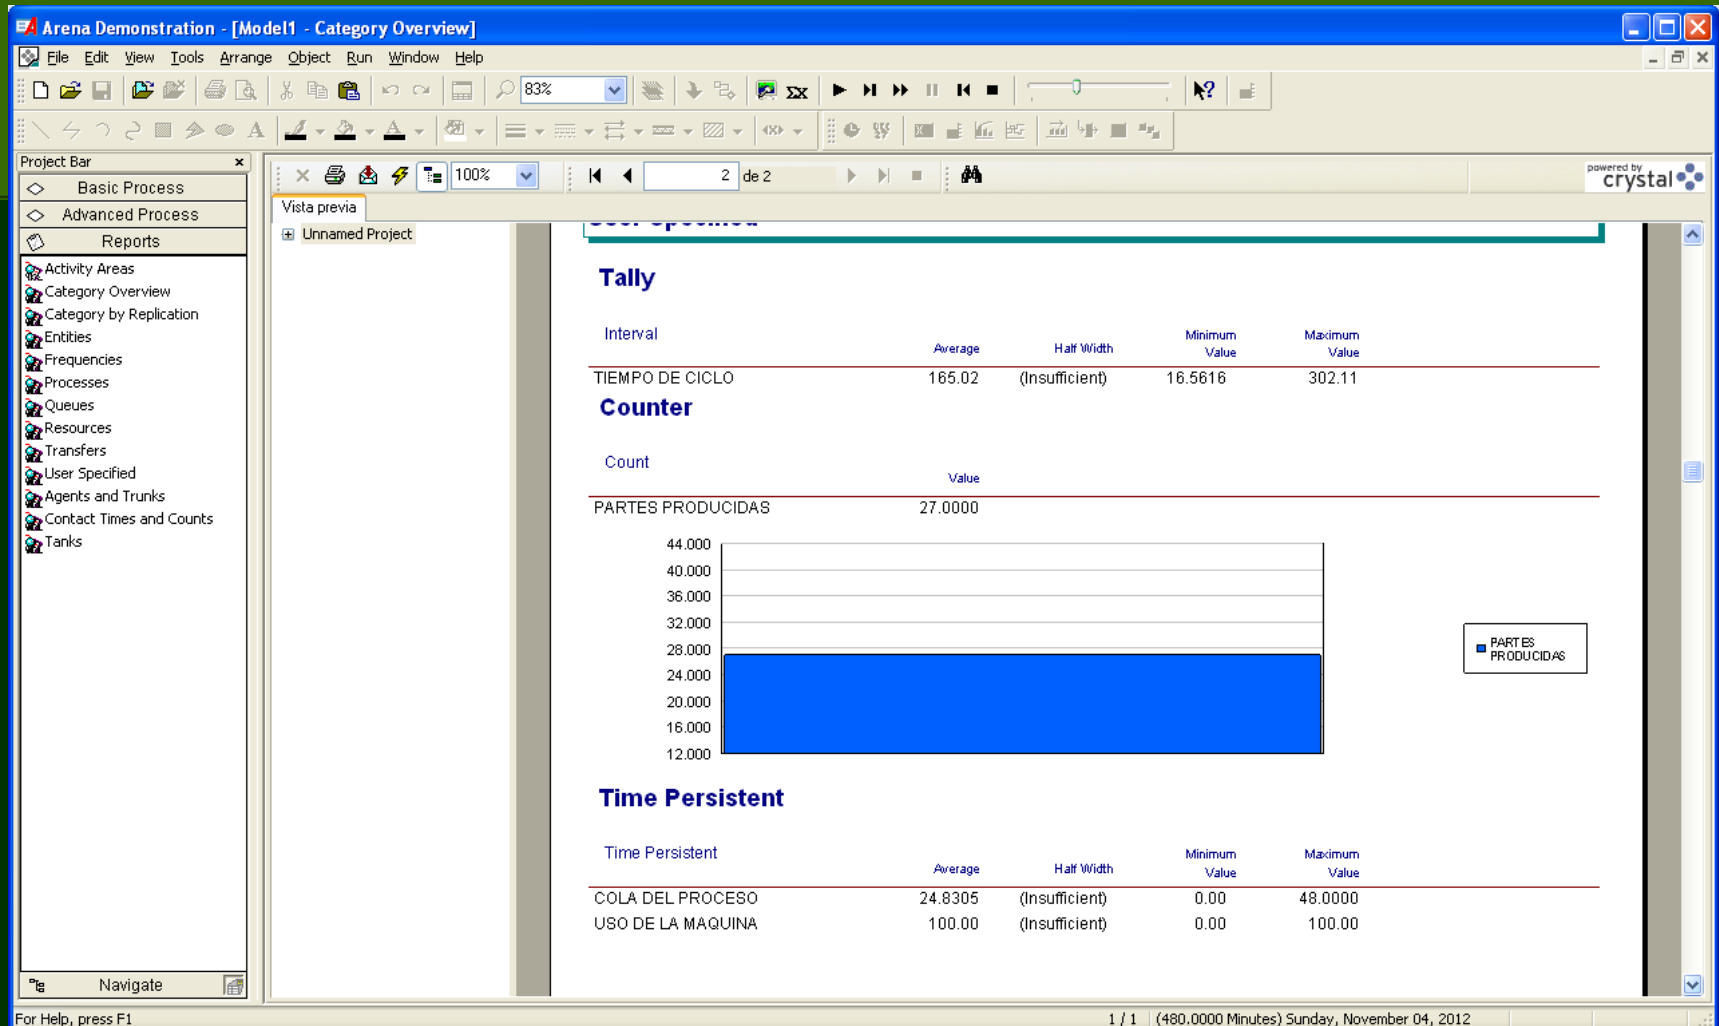 Arena Demonstration - [Model1 - Category Overview]
File Edit View Tools Arrange Object Run Window Help
83%
Project Bar
Basic Process
Advanced Process
Reports
Activity Areas
Category Overview
Category by Replication
Entities
Frequencies
Processes
Queues
Resources
Transfers
User Specified
Agents and Trunks
Contact Times and Counts
Tanks
Navigate
100%
2 de 2
powered by
crystal
Vista previa
Unnamed Project
User Specified
Tally
Interval Average Half Width Minimum Value Maximum Value
TIEMPO DE CICLO 165.02 (Insufficient) 16.5616 302.11
Counter
Count Value
PARTES PRODUCIDAS 27.0000
44.000
40.000
36.000
32.000
28.000
24.000
20.000
16.000
12.000
PARTES
PRODUCIDAS
Time Persistent
Time Persistent Average Half Width Minimum Value Maximum Value
COLA DEL PROCESO 24.8305 (Insufficient) 0.00 48.0000
USO DE LA MAQUINA 100.00 (Insufficient) 0.00 100.00
For Help, press F1
1 / 1 (480.0000 Minutes) Sunday, November 04, 2012